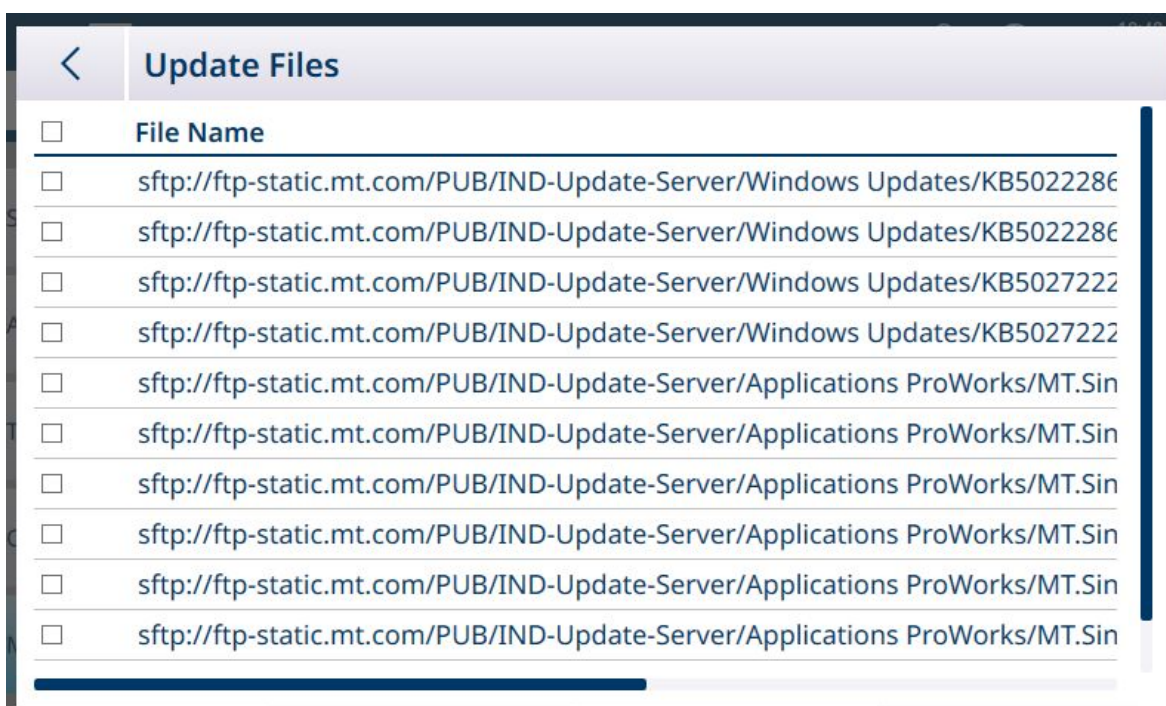 Update Files
File Name
sftp://ftp-static.mt.com/PUB/IND-Update-Server/Windows Updates/KB5022286
sftp://ftp-static.mt.com/PUB/IND-Update-Server/Windows Updates/KB5022286
sftp://ftp-static.mt.com/PUB/IND-Update-Server/Windows Updates/KB5027222
sftp://ftp-static.mt.com/PUB/IND-Update-Server/Windows Updates/KB5027222
sftp://ftp-static.mt.com/PUB/IND-Update-Server/Applications ProWorks/MT.Sin
sftp://ftp-static.mt.com/PUB/IND-Update-Server/Applications ProWorks/MT.Sin
sftp://ftp-static.mt.com/PUB/IND-Update-Server/Applications ProWorks/MT.Sin
sftp://ftp-static.mt.com/PUB/IND-Update-Server/Applications ProWorks/MT.Sin
sftp://ftp-static.mt.com/PUB/IND-Update-Server/Applications ProWorks/MT.Sin
sftp://ftp-static.mt.com/PUB/IND-Update-Server/Applications ProWorks/MT.Sin